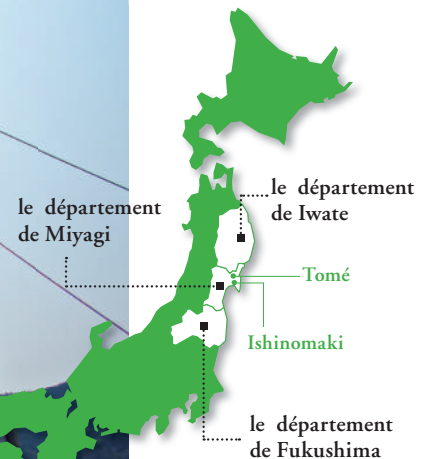 le département
de Iwate
le département
de Miyagi
Tomé
Ishinomaki
le département
de Fukushima